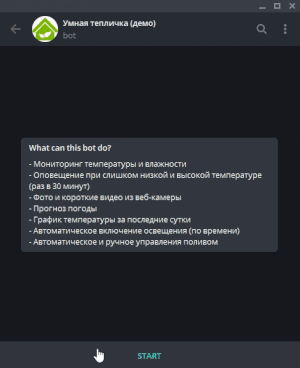 Умная тепличка (демо)
bot
What can this bot do?
- Мониторинг температуры и влажности
- Оповещение при слишком низкой и высокой температуре
(раз в 30 минут)
- Фото и короткие видео из веб-камеры
- Прогноз погоды
- График температуры за последние сутки
- Автоматическое включение освещения (по времени)
- Автоматическое и ручное управления поливом
START